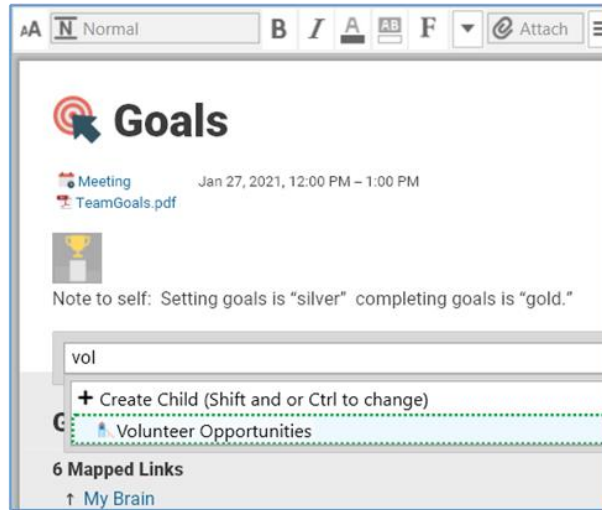 AA N Normal B I A AB F Attach
Goals
Meeting Jan 27, 2021, 12:00 PM – 1:00 PM
TeamGoals.pdf
Note to self: Setting goals is “silver” completing goals is “gold.”
vol
+ Create Child (Shift and or Ctrl to change)
G
Volunteer Opportunities
6 Mapped Links
↑ My Brain